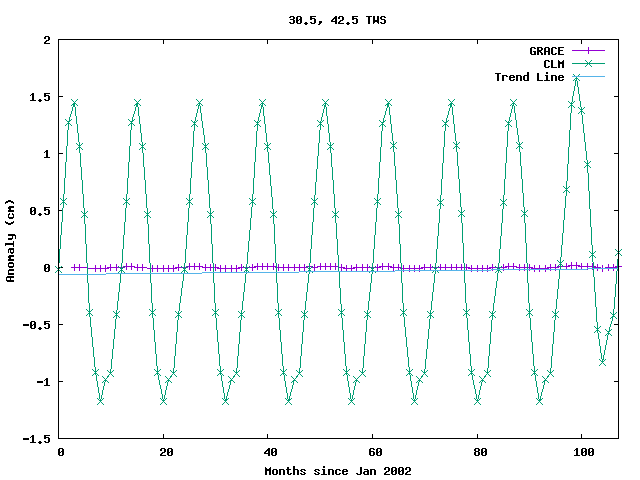 30.5, 42.5 TWS
GRACE
CLM
Trend Line
2
1.5
1
0.5
0
-0.5
-1
-1.5
Anomaly (cm)
0 20 40 60 80 100
Months since Jan 2002